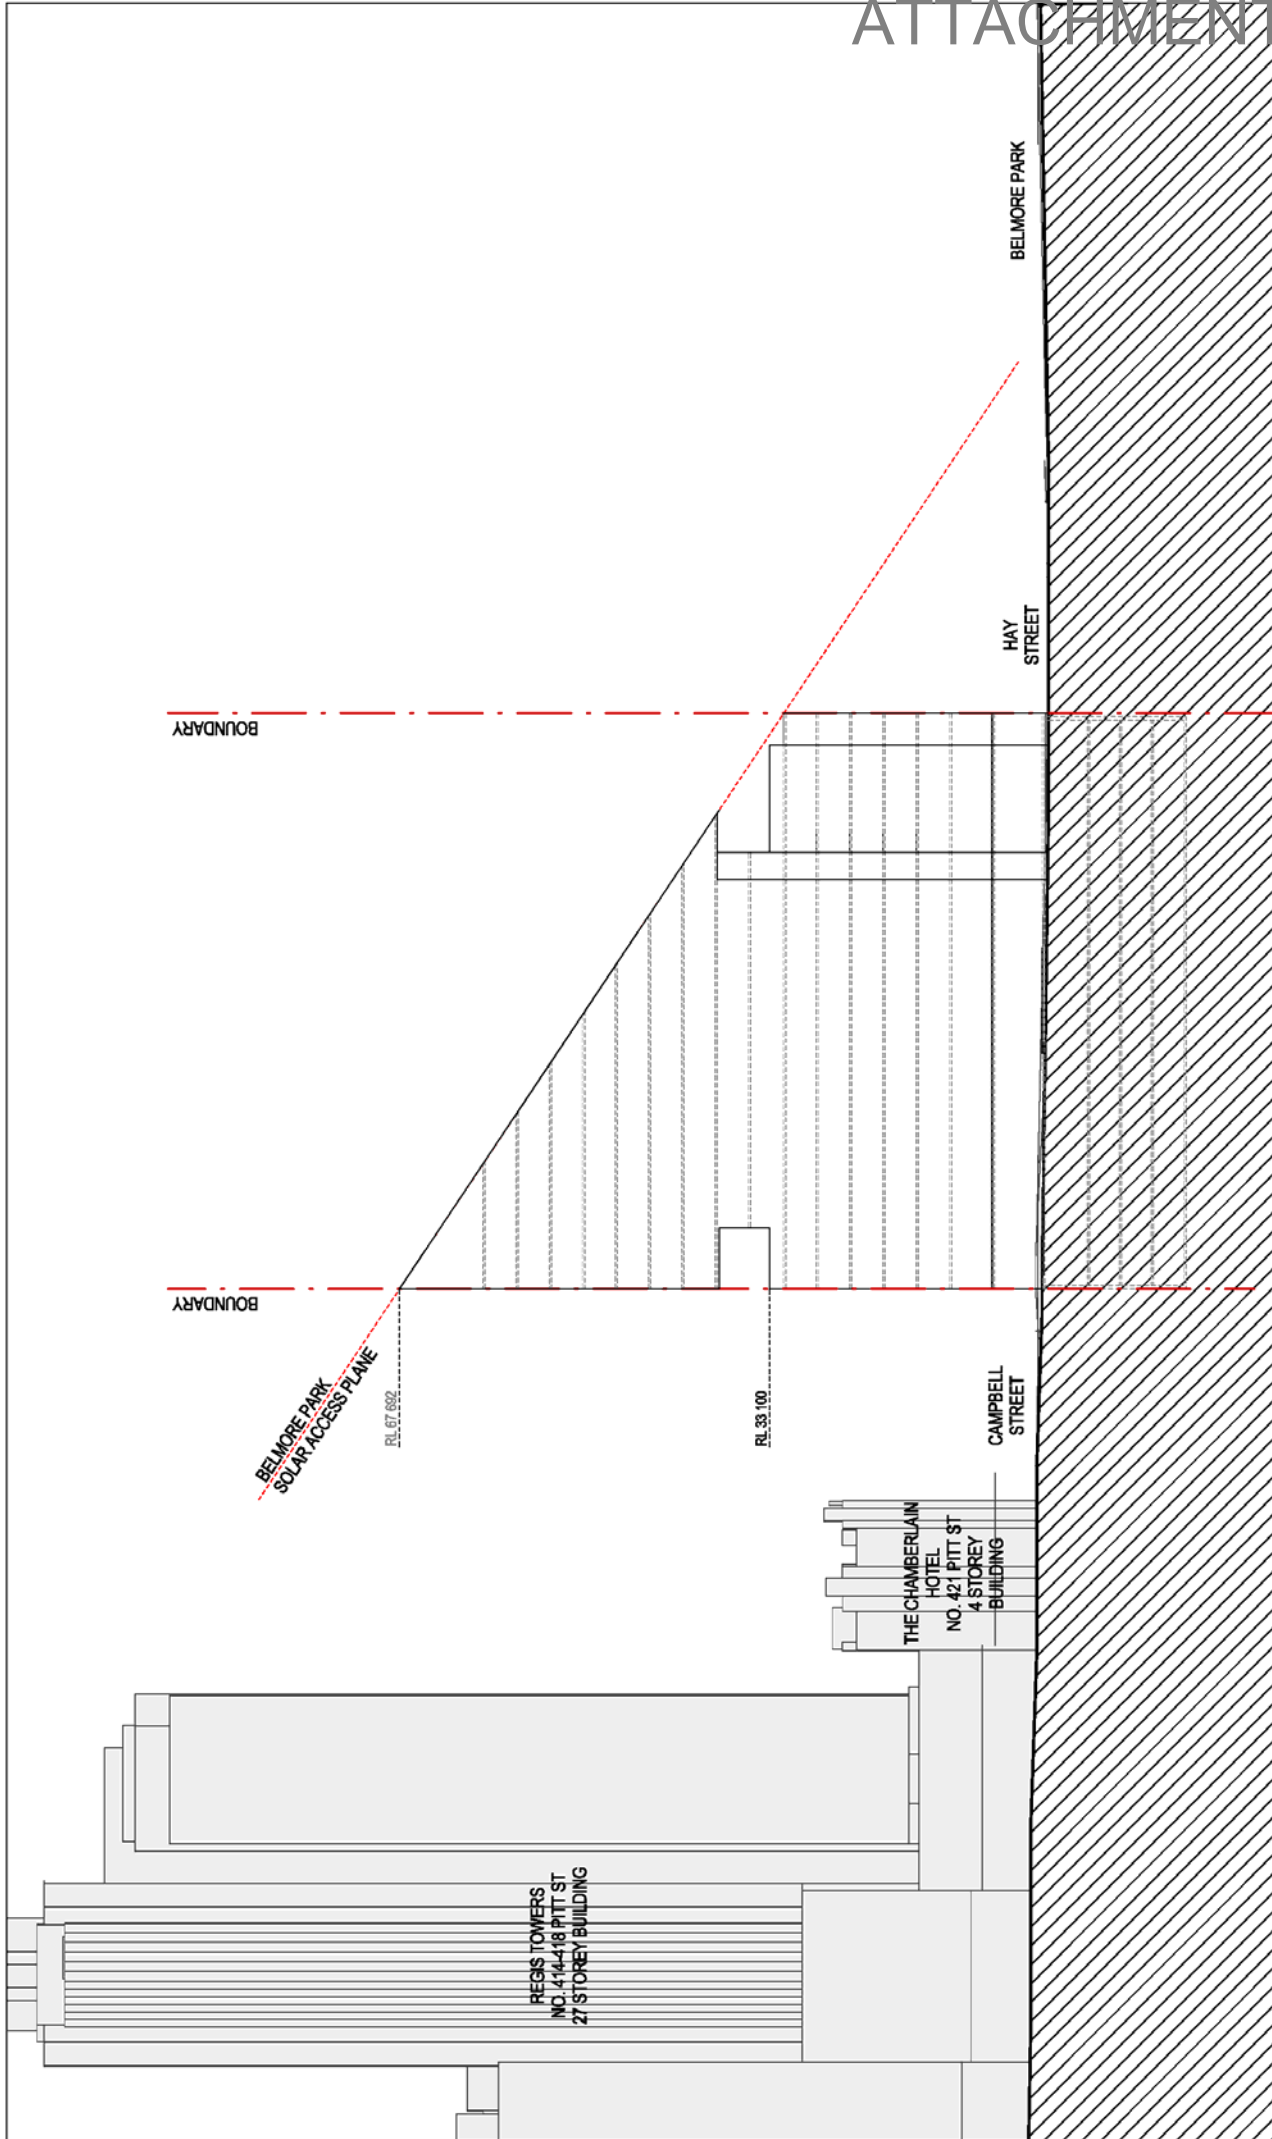 ATTACHMENT
BELMORE PARK
HAY
STREET
BOUNDARY
BOUNDARY
BELMORE PARK
SOLAR ACCESS PLANE
RL 67 692
RL 33 100
CAMPBELL
STREET
THE CHAMBERLAIN
HOTEL
NO. 421 PITT ST
4 STOREY
BUILDING
REGIS TOWERS
NO. 414-418 PITT ST
27 STOREY BUILDING